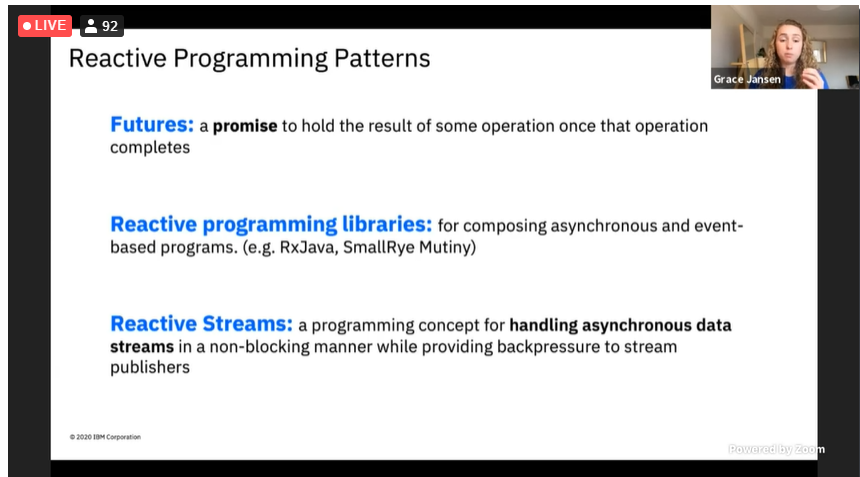 LIVE 92
Reactive Programming Patterns
Grace Jansen
Futures: a promise to hold the result of some operation once that operation
completes
Reactive programming libraries: for composing asynchronous and event-
based programs. (e.g. RxJava, SmallRye Mutiny)
Reactive Streams: a programming concept for handling asynchronous data
streams in a non-blocking manner while providing backpressure to stream
publishers
© 2020 IBM Corporation
Powered by Zoom